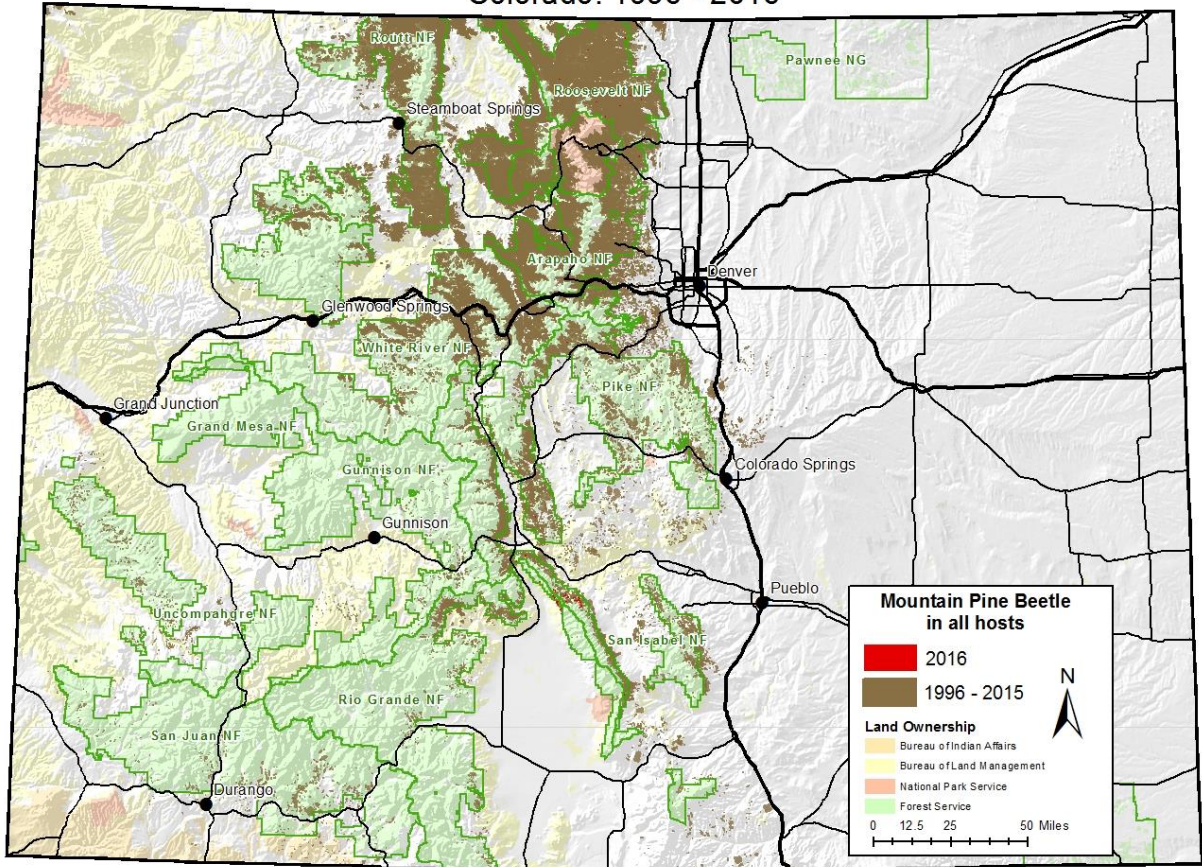 Routt NF
Pawnee NG
Roosevelt NF
Steamboat Springs
Arapaho NF
Denver
Glenwood Springs
White River NF
Pike NF
Grand Junction
Grand Mesa NF
Gunnison NF
Colorado Springs
Gunnison
Pueblo
Uncompahgre NF
San Isabel NF
Rio Grande NF
San Juan NF
Durango
Mountain Pine Beetle
in all hosts
2016
1996 - 2015
N
Land Ownership
Bureau of Indian Affairs
Bureau of Land Management
National Park Service
Forest Service
0 12.5 25 50 Miles